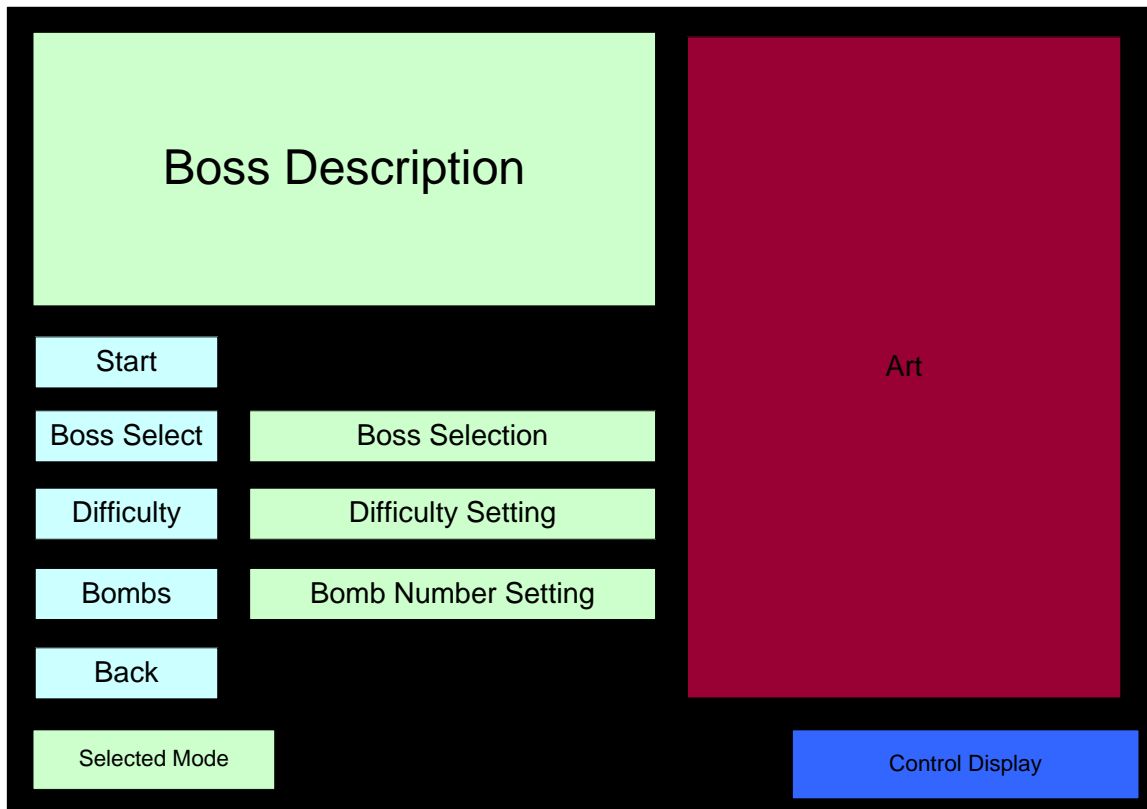 Boss Description
Art
Start
Boss Select
Boss Selection
Difficulty
Difficulty Setting
Bombs
Bomb Number Setting
Back
Selected Mode
Control Display